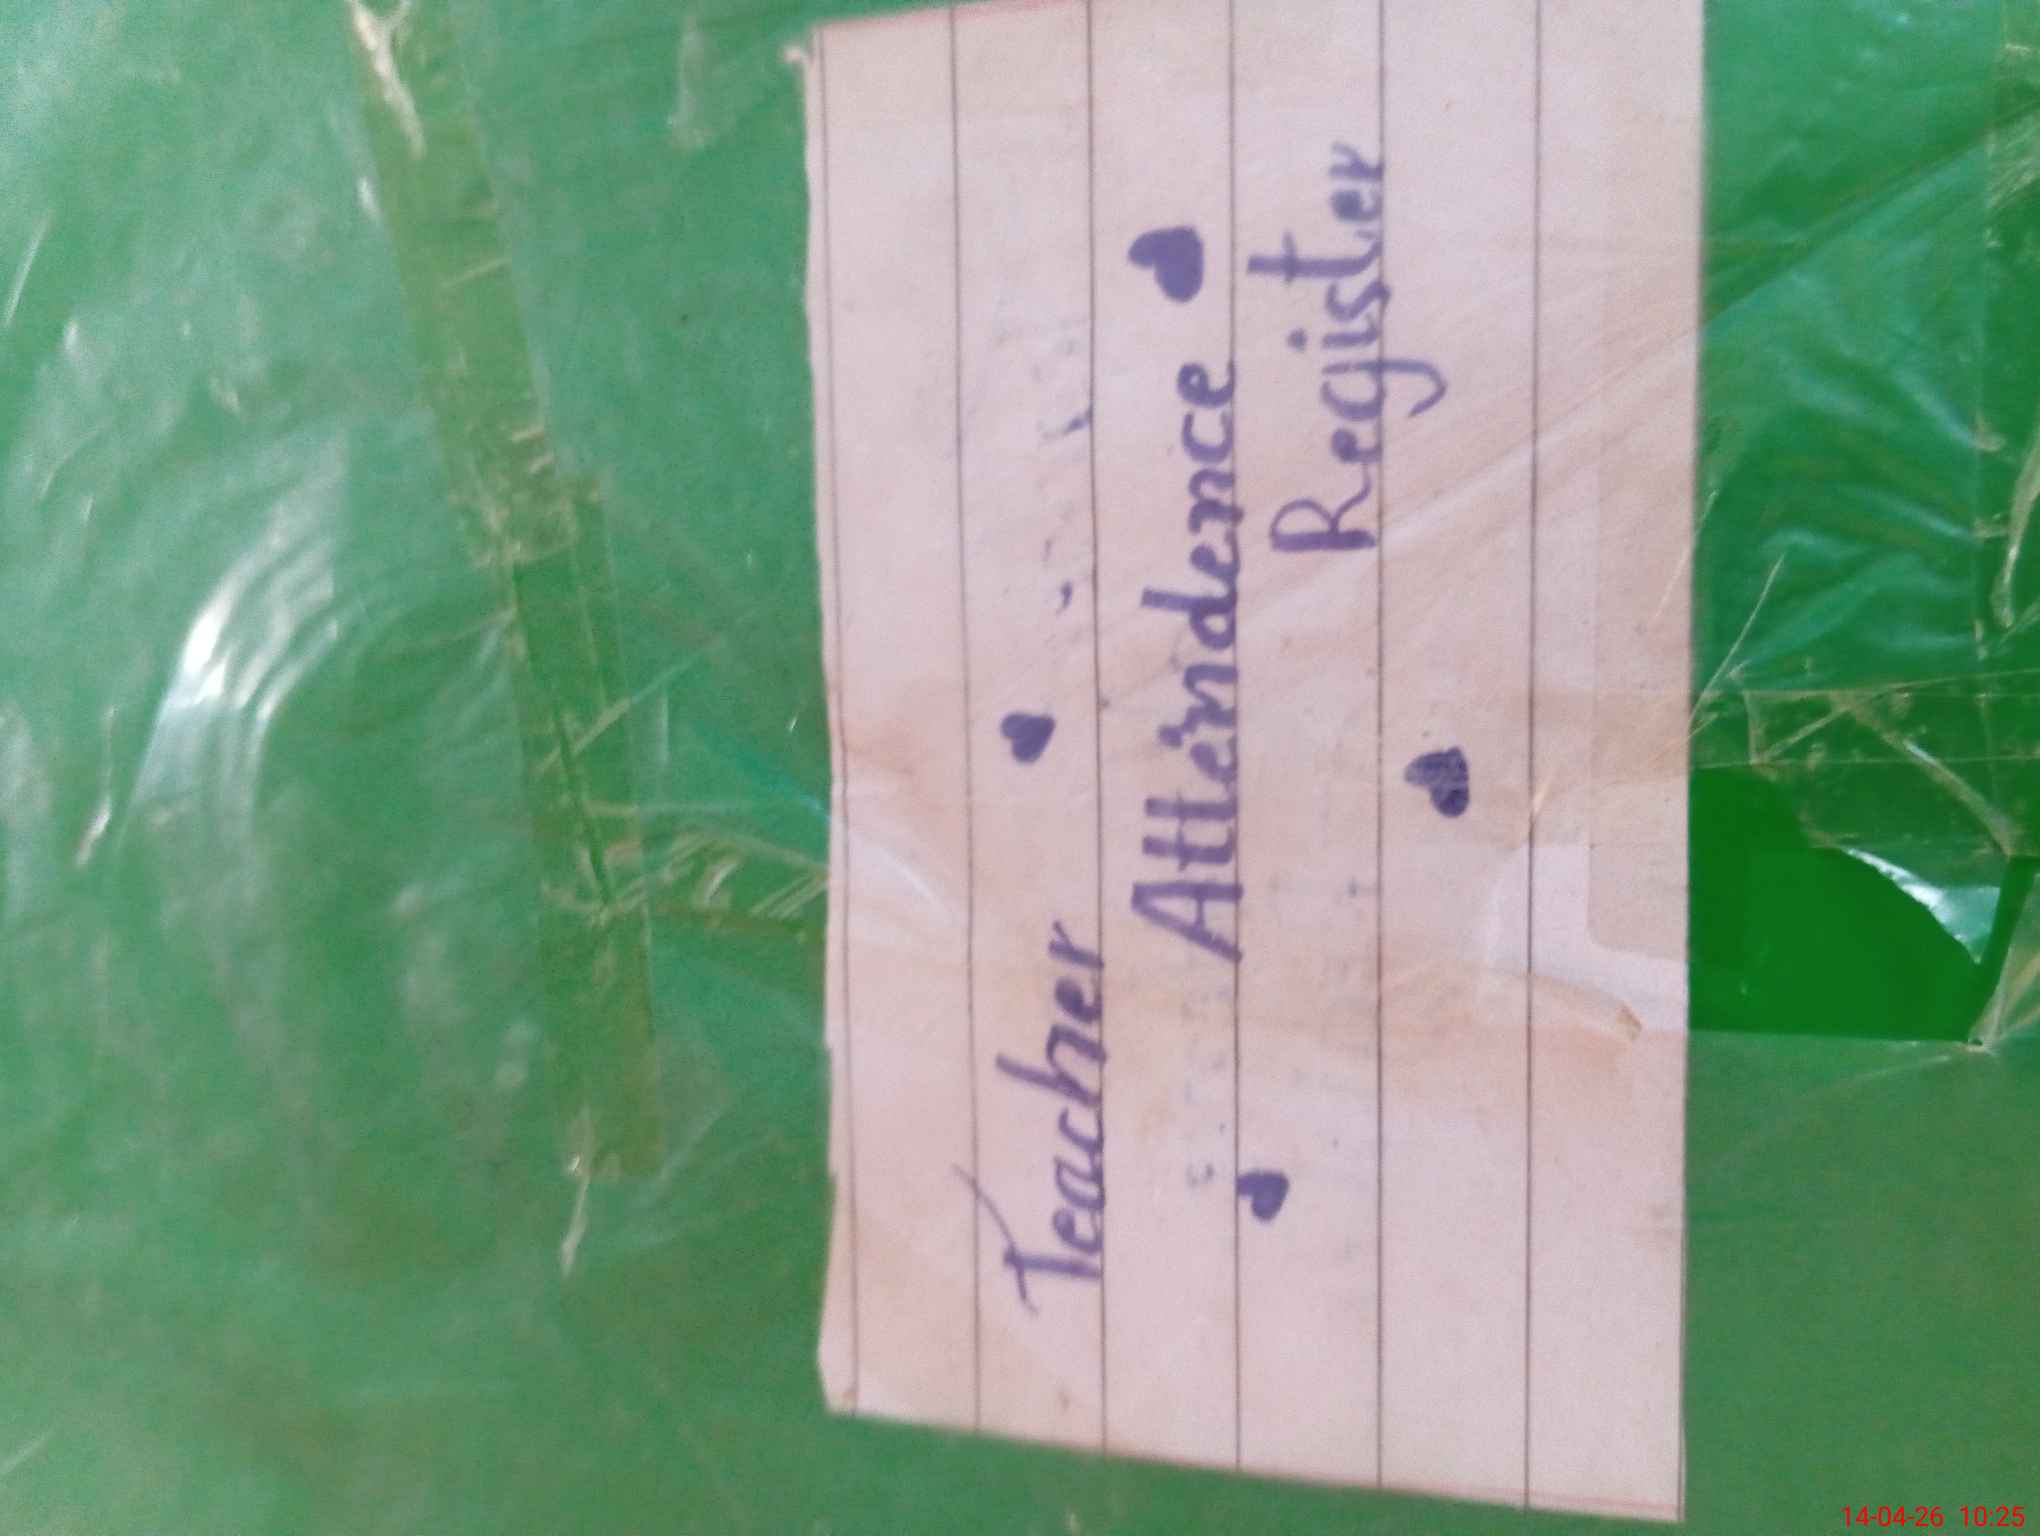 Teacher
Attendence
Register
14-04-26 10:25